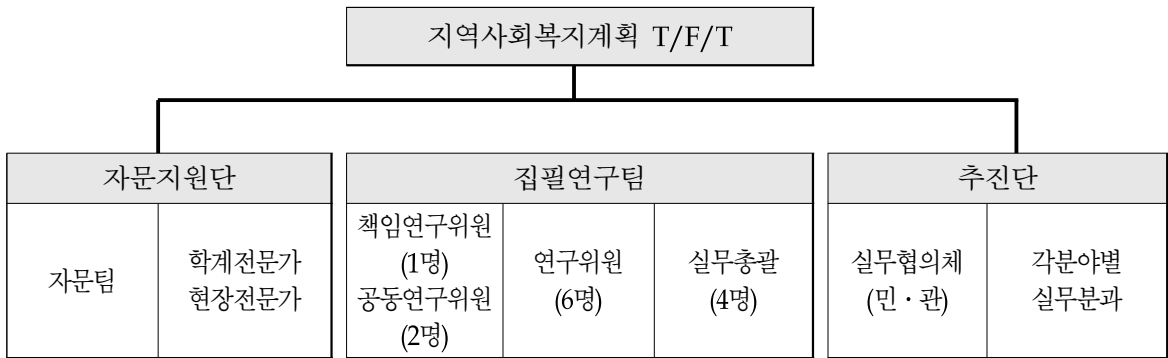 지역사회복지계획 T/F/T
자문지원단
자문팀
학계전문가
현장전문가
집필연구팀
책임연구위원
(1명)
공동연구위원
(2명)
연구위원
(6명)
실무총괄
(4명)
추진단
실무협의체
(민·관)
각분야별
실무분과